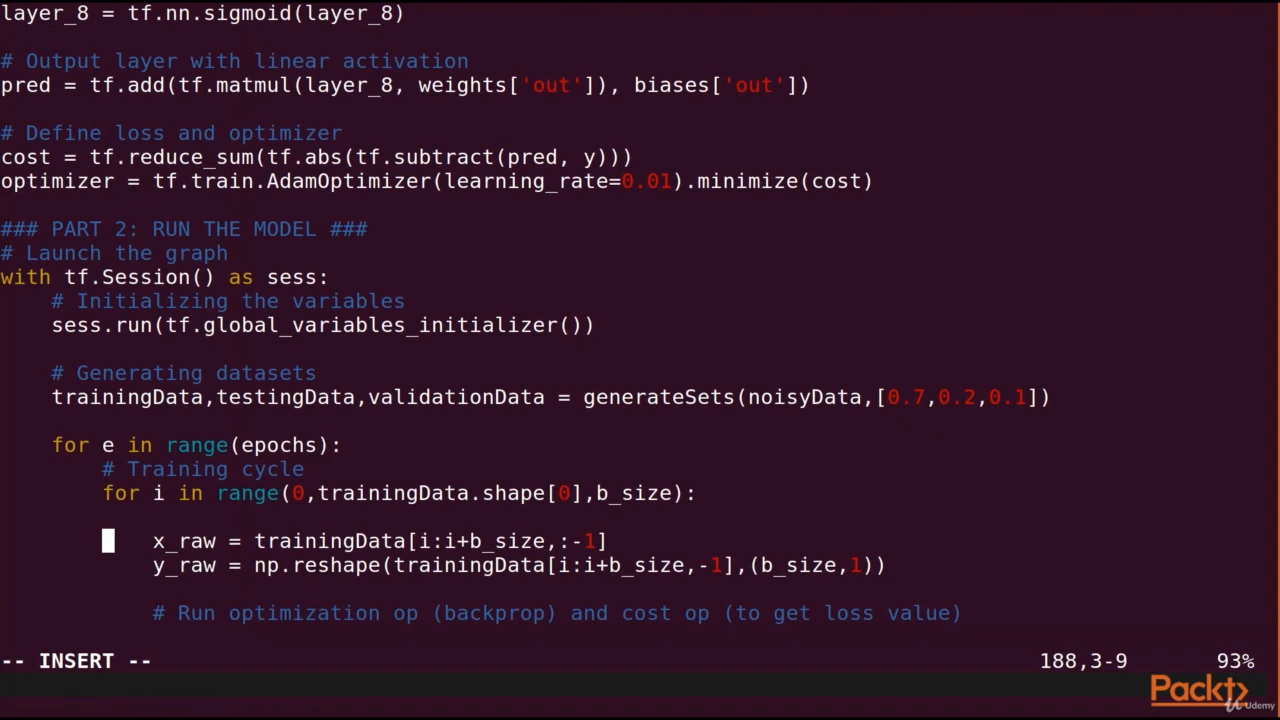 layer_8 = tf.nn.sigmoid(layer_8)
# Output layer with linear activation
pred = tf.add(tf.matmul(layer_8, weights['out']), biases['out'])
# Define loss and optimizer
cost = tf.reduce_sum(tf.abs(tf.subtract(pred, y)))
optimizer = tf.train.AdamOptimizer(learning_rate=0.01).minimize(cost)
### PART 2: RUN THE MODEL ###
# Launch the graph
with tf.Session() as sess:
    # Initializing the variables
    sess.run(tf.global_variables_initializer())
    # Generating datasets
    trainingData,testingData,validationData = generateSets(noisyData,[0.7,0.2,0.1])
    for e in range(epochs):
        # Training cycle
        for i in range(0,trainingData.shape[0],b_size):
            x_raw = trainingData[i:i+b_size,:-1]
            y_raw = np.reshape(trainingData[i:i+b_size,-1],(b_size,1))
            # Run optimization op (backprop) and cost op (to get loss value)
-- INSERT -- 188,3-9 93%
Packt>
Udemy